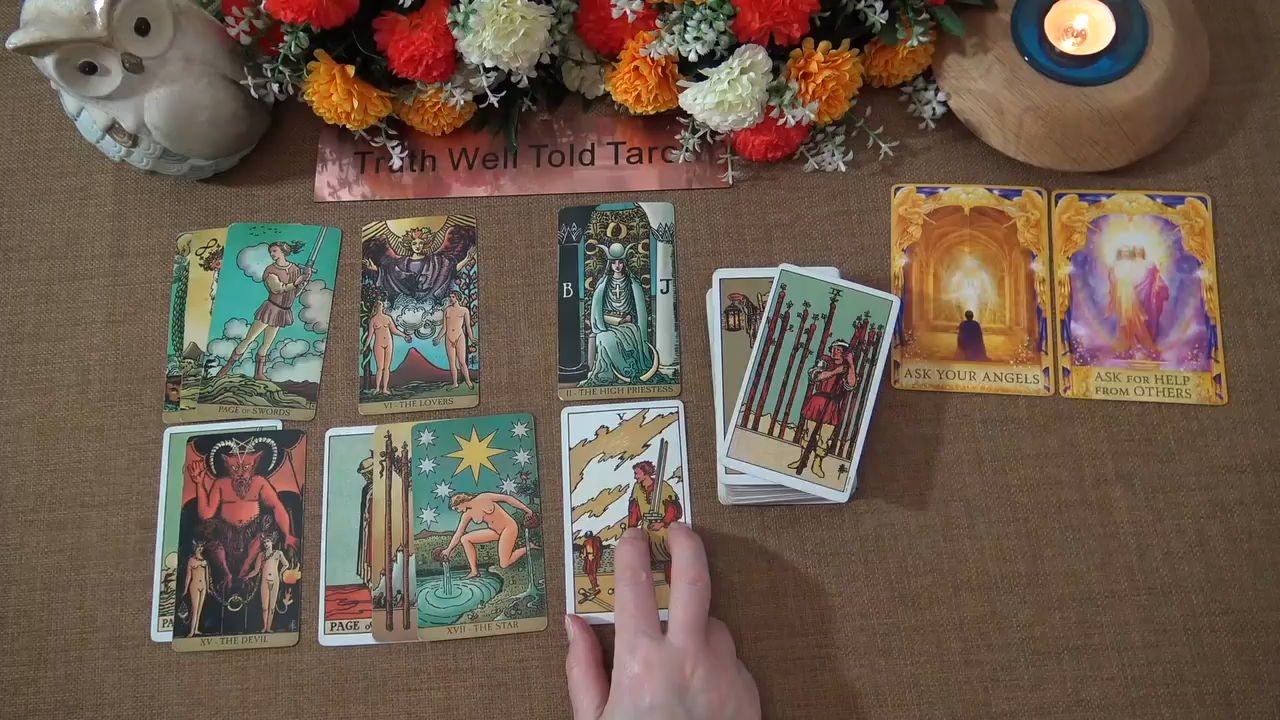 Truth Well Told Taro
PAGE OF SWORDS
VI - THE LOVERS
B J
II - THE HIGH PRIESTESS
IX
ASK YOUR ANGELS
ASK FOR HELP
FROM OTHERS
XV - THE DEVIL
PAGE
XVII - THE STAR